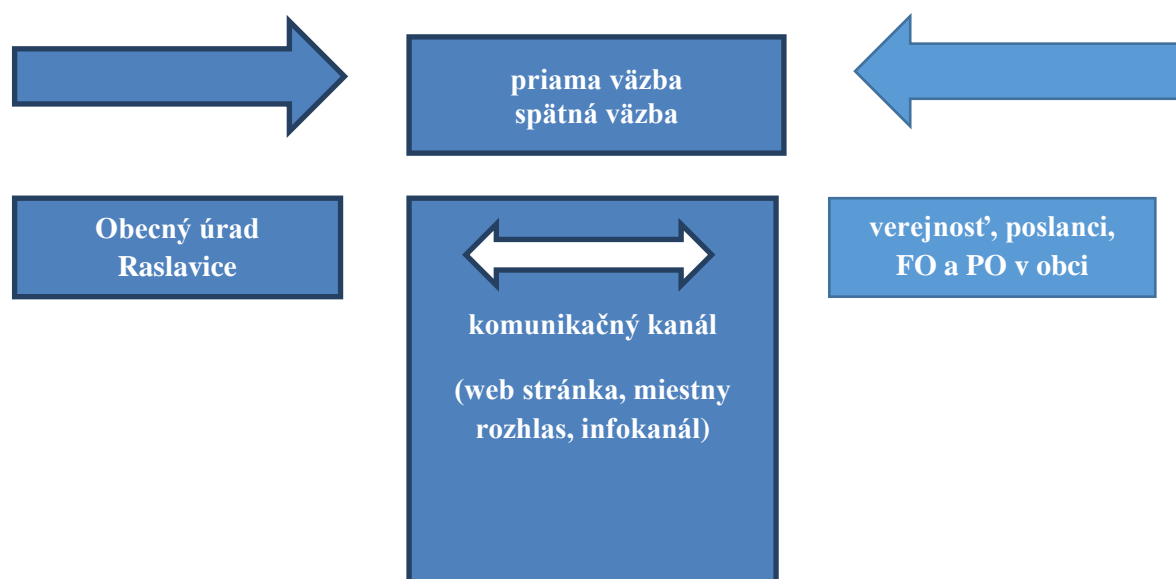 priama väzba
spätná väzba
Obecný úrad
Raslavice
komunikačný kanál
(web stránka, miestny
rozhlas, infokanál)
verejnosť, poslanci,
FO a PO v obci